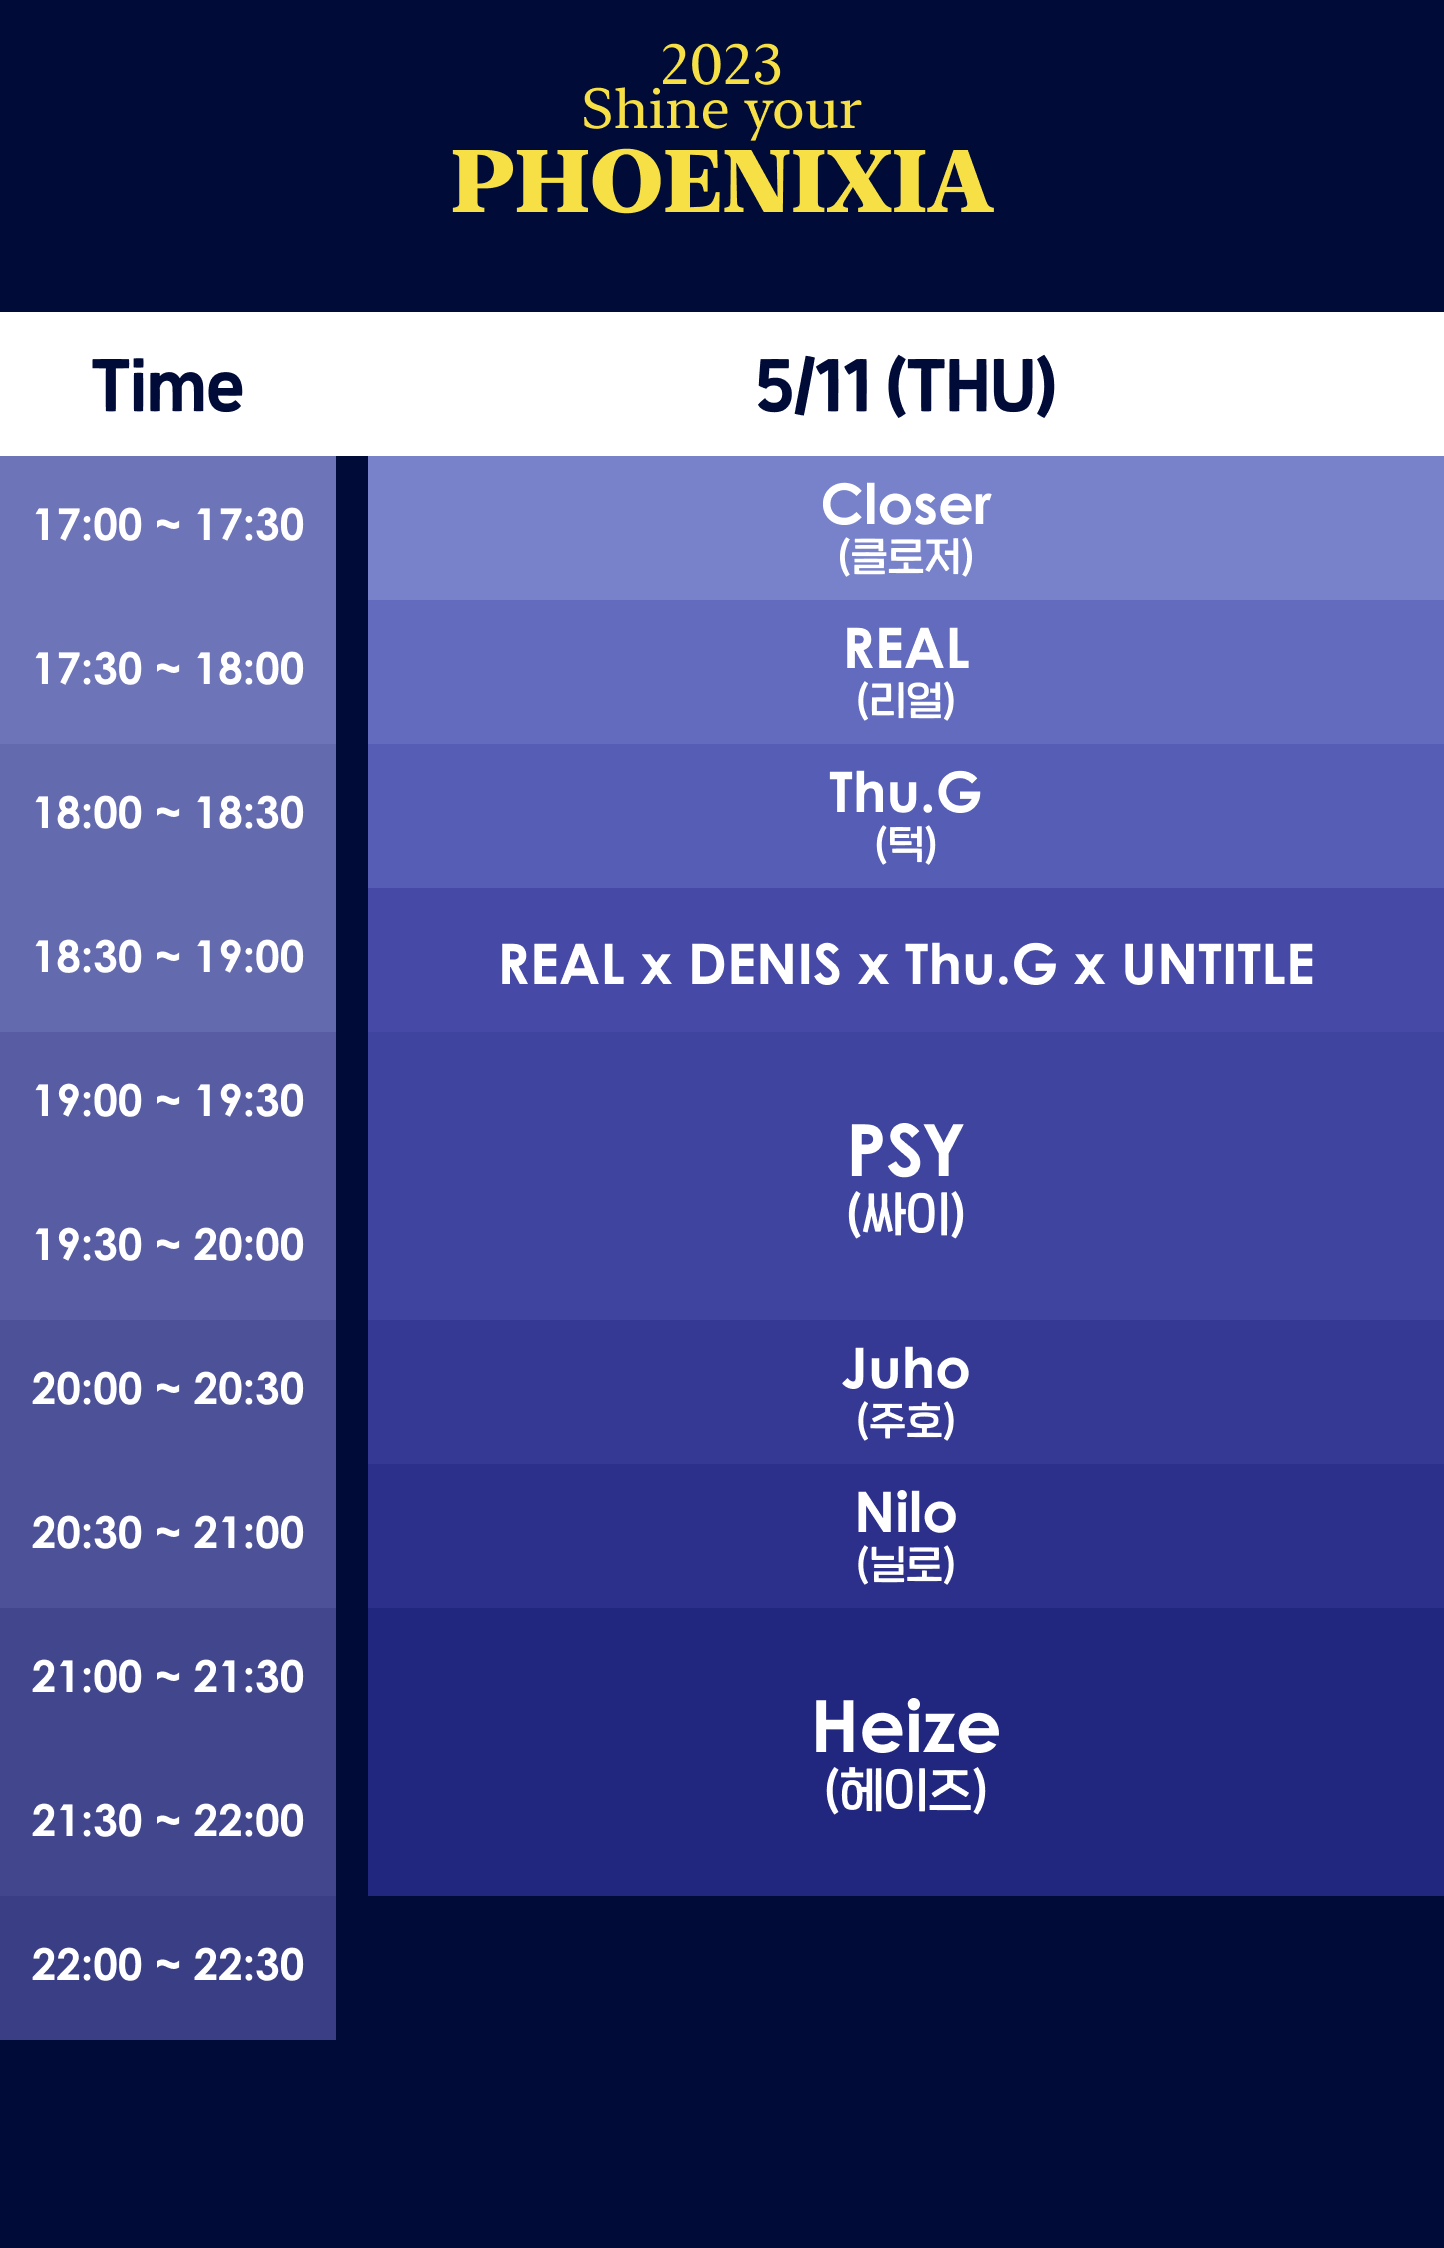 2023
Shine your
PHOENIXIA
Time
5/11 (THU)
17:00 ~ 17:30
Closer
(클로저)
17:30 ~ 18:00
REAL
(리얼)
18:00 ~ 18:30
Thu.G
(턱)
18:30 ~ 19:00
REAL x DENIS x Thu.G x UNTITLE
19:00 ~ 19:30
19:30 ~ 20:00
PSY
(싸이)
20:00 ~ 20:30
Juho
(주호)
20:30 ~ 21:00
Nilo
(닐로)
21:00 ~ 21:30
21:30 ~ 22:00
Heize
(헤이즈)
22:00 ~ 22:30